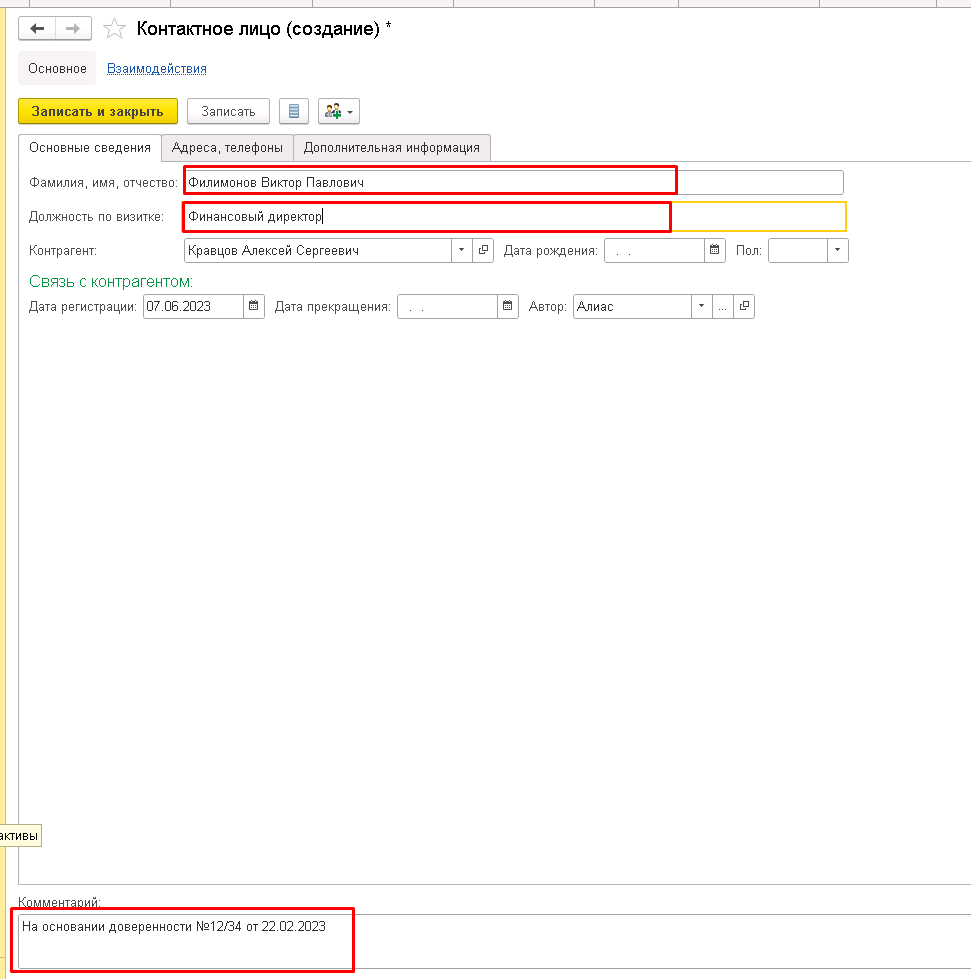 Контактное лицо (создание) *
Основное Взаимодействия
Записать и закрыть Записать
Основные сведения Адреса, телефоны Дополнительная информация
Фамилия, имя, отчество: Филимонов Виктор Павлович
Должность по визитке: Финансовый директор
Контрагент: Кравцов Алексей Сергеевич Дата рождения: . . Пол:
Связь с контрагентом:
Дата регистрации: 07.06.2023 Дата прекращения: . . Автор: Алиас ...
активы
Комментарий:
На основании доверенности №12/34 от 22.02.2023